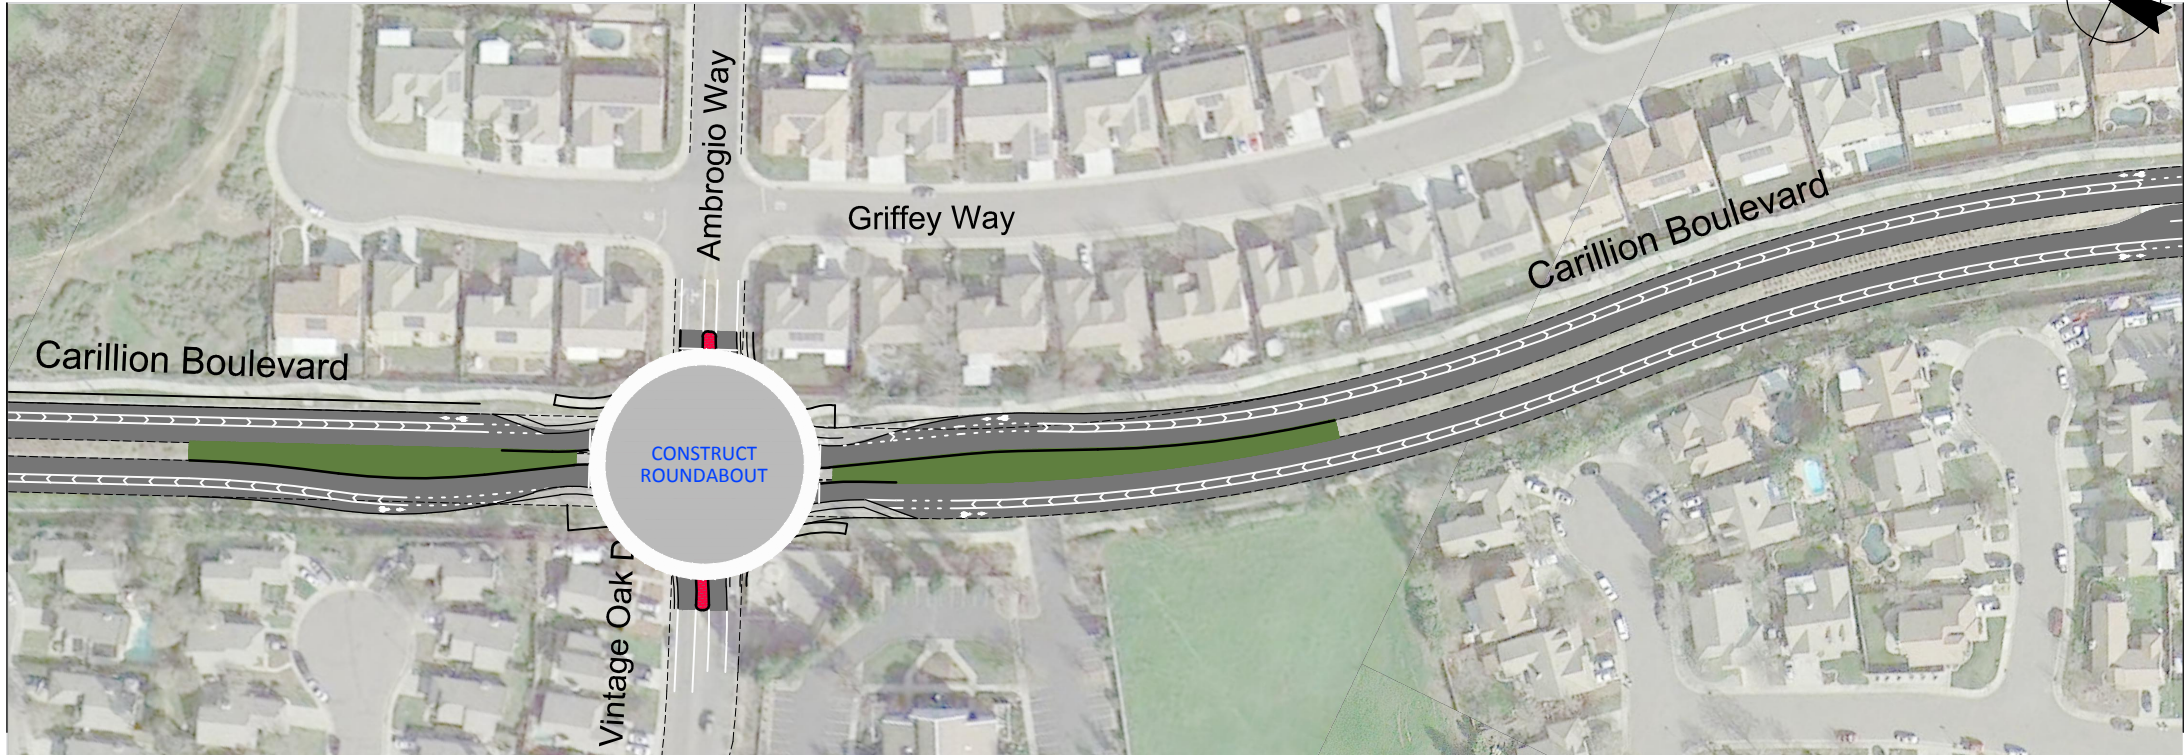 Ambrogio Way
Griffey Way
Carillion Boulevard
Carillion Boulevard
CONSTRUCT
ROUNDABOUT
Vintage Oak D